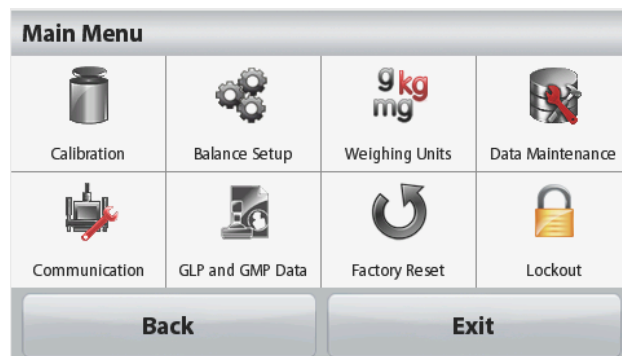 Main Menu
g kg
mg
Calibration
Balance Setup
Weighing Units
Data Maintenance
Communication
GLP and GMP Data
Factory Reset
Lockout
Back
Exit